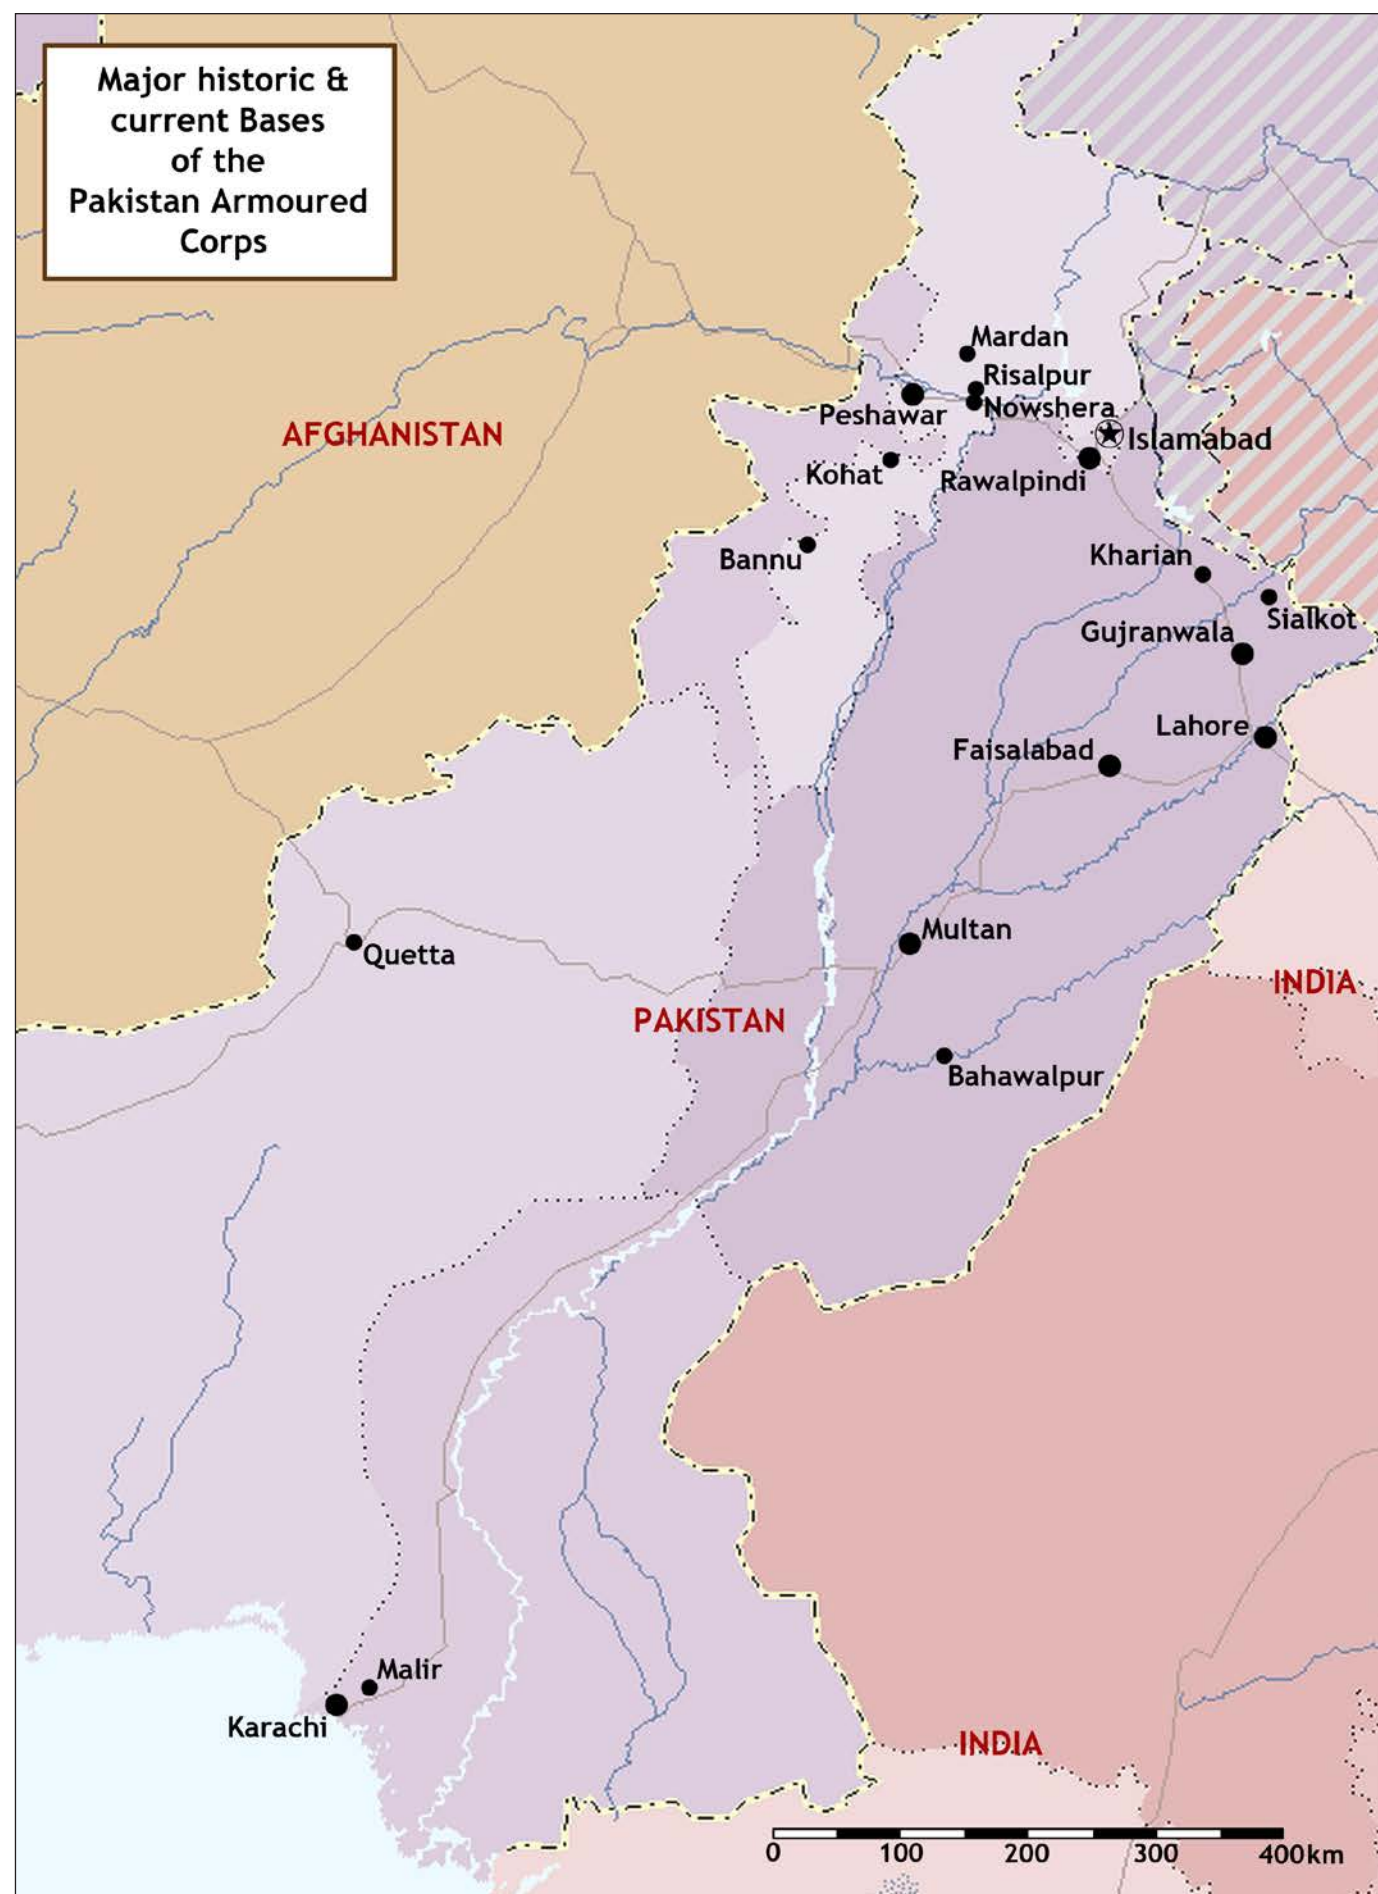 Major historic &
current Bases
of the
Pakistan Armoured
Corps
Mardan
Risalpur
Peshawar
Nowshera
AFGHANISTAN
Islamabad
Kohat
Rawalpindi
Bannu
Kharian
Sialkot
Gujranwala
Lahore
Faisalabad
Multan
Quetta
INDIA
PAKISTAN
Bahawalpur
Malir
Karachi
INDIA
0 100 200 300 400km